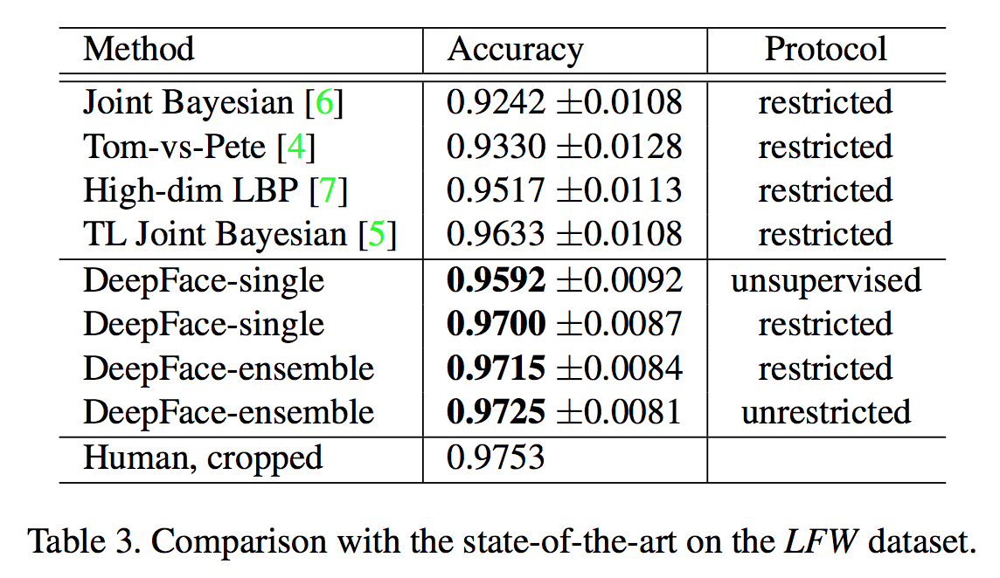 Method Accuracy Protocol
Joint Bayesian [6] 0.9242 ±0.0108 restricted
Tom-vs-Pete [4] 0.9330 ±0.0128 restricted
High-dim LBP [7] 0.9517 ±0.0113 restricted
TL Joint Bayesian [5] 0.9633 ±0.0108 restricted
DeepFace-single 0.9592 ±0.0092 unsupervised
DeepFace-single 0.9700 ±0.0087 restricted
DeepFace-ensemble 0.9715 ±0.0084 restricted
DeepFace-ensemble 0.9725 ±0.0081 unrestricted
Human, cropped 0.9753
Table 3. Comparison with the state-of-the-art on the LFW dataset.